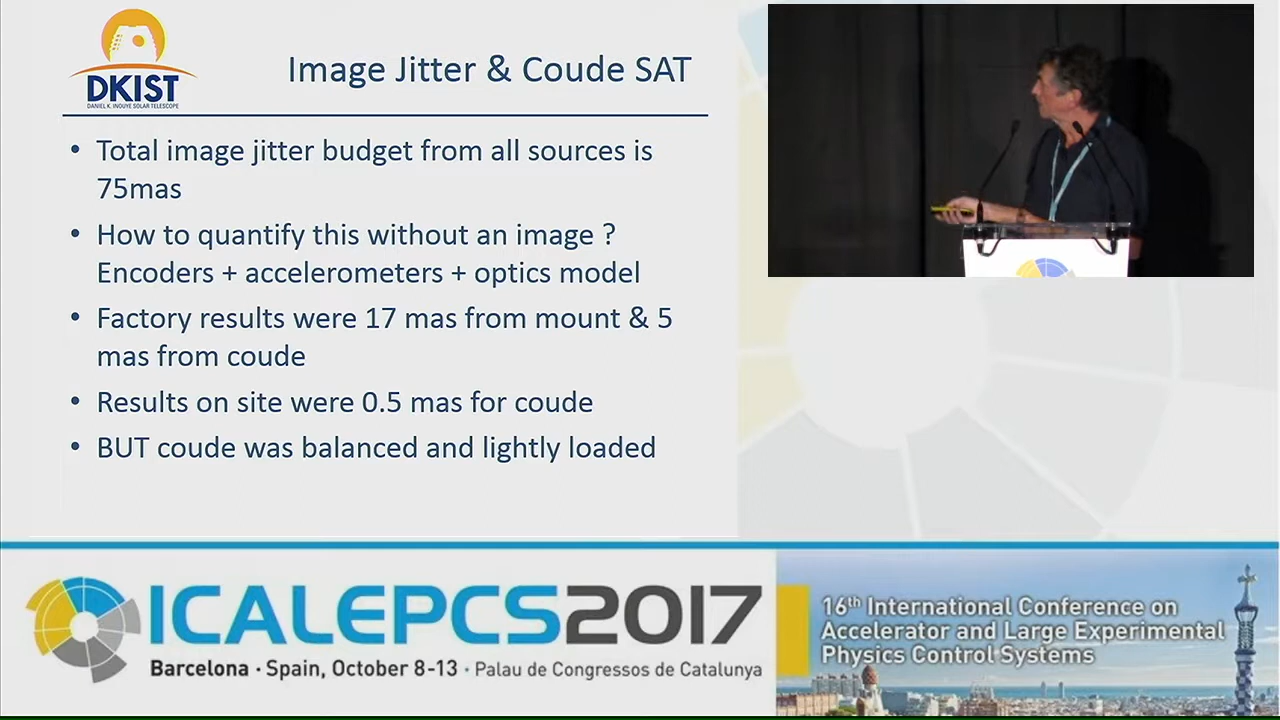 DKIST
DANIEL K. INOUYE SOLAR TELESCOPE
Image Jitter & Coude SAT
• Total image jitter budget from all sources is
75mas
• How to quantify this without an image ?
Encoders + accelerometers + optics model
• Factory results were 17 mas from mount & 5
mas from coude
• Results on site were 0.5 mas for coude
• BUT coude was balanced and lightly loaded
ICALEPCS2017
Barcelona · Spain, October 8-13 · Palau de Congressos de Catalunya
16th International Conference on
Accelerator and Large Experimental
Physics Control Systems